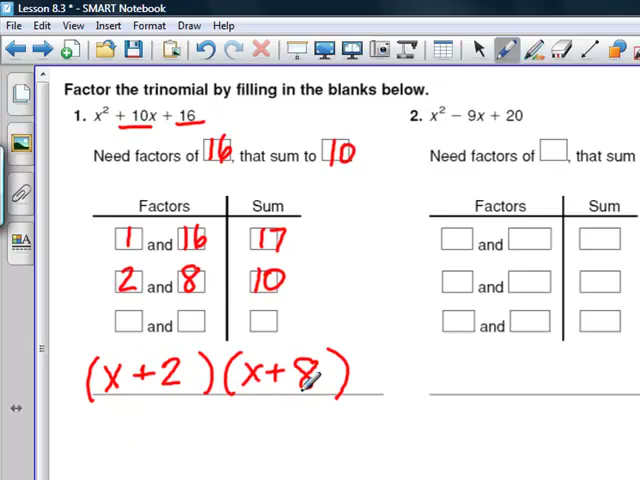 Lesson 8.3 * - SMART Notebook
File Edit View Insert Format Draw Help
Factor the trinomial by filling in the blanks below.
1. x² + 10x + 16
Need factors of 16, that sum to 10
Factors Sum
1 and 16 17
2 and 8 10
and
(x + 2)(x + 8)
2. x² − 9x + 20
Need factors of , that sum
Factors Sum
and
and
and